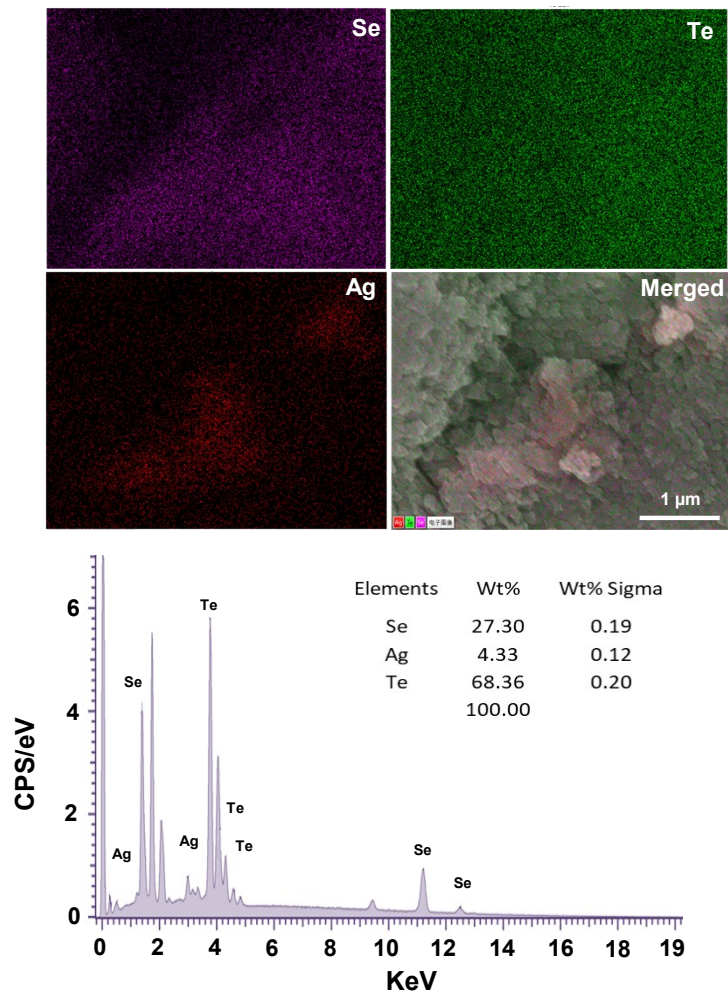 Se
Te
Ag
Merged
1 µm
Ag Te Se 电子图像
Elements Wt% Wt% Sigma
Se 27.30 0.19
Ag 4.33 0.12
Te 68.36 0.20
100.00
CPS/eV
6
4
2
0
Te
Se
Te
Te
Ag
Ag
Se
Se
0 2 4 6 8 10 12 14 16 18 19
KeV